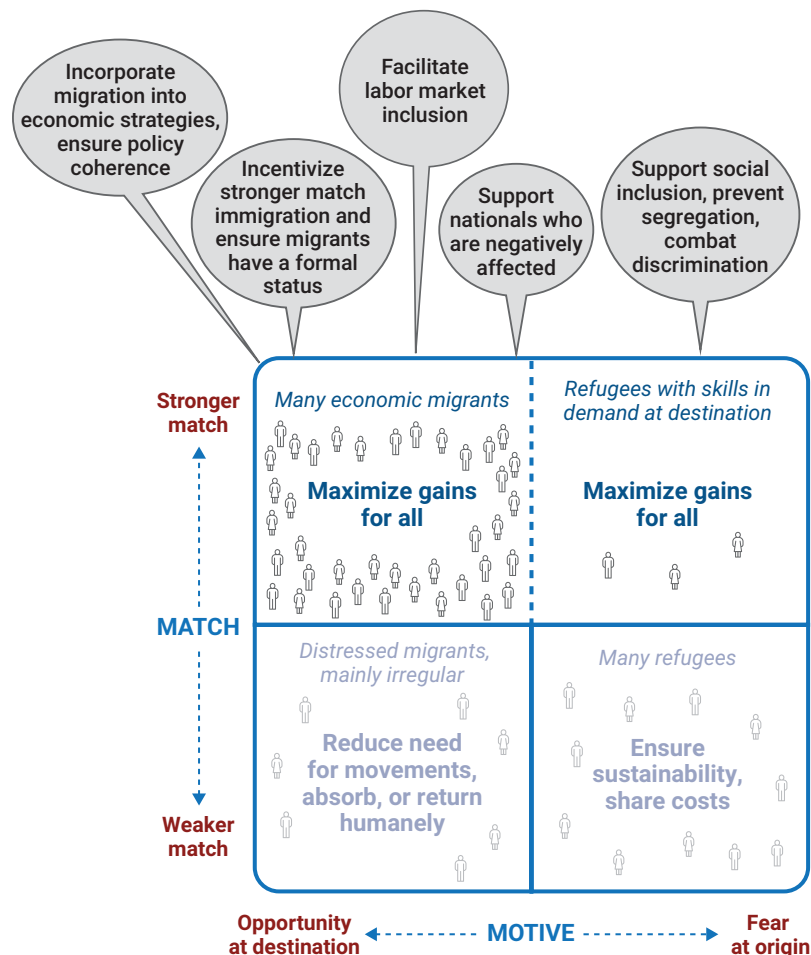 Incorporate
migration into
economic strategies,
ensure policy
coherence
Incentivize
stronger match
immigration and
ensure migrants
have a formal
status
Facilitate
labor market
inclusion
Support
nationals who
are negatively
affected
Support social
inclusion, prevent
segregation,
combat
discrimination
Stronger
match
MATCH
Weaker
match
Many economic migrants
Maximize gains
for all
Refugees with skills in
demand at destination
Maximize gains
for all
Distressed migrants,
mainly irregular
Reduce need
for movements,
absorb, or return
humanely
Many refugees
Ensure
sustainability,
share costs
Opportunity
at destination
MOTIVE
Fear
at origin